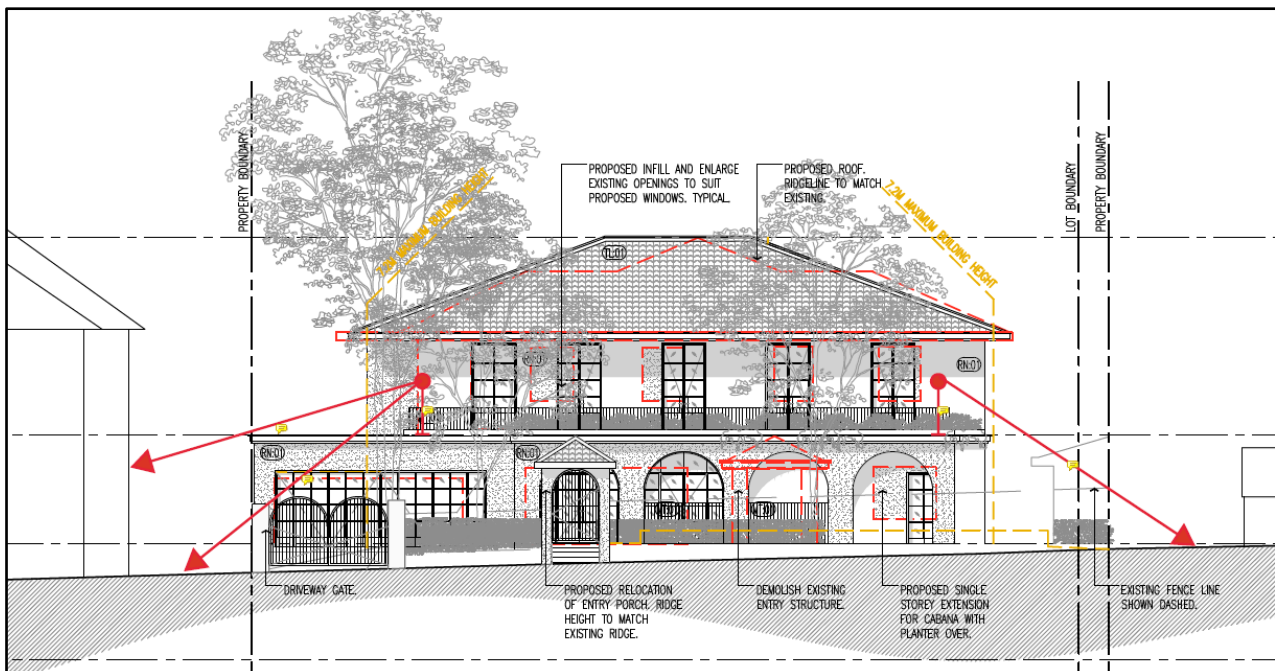 PROPERTY BOUNDARY
7.2M MAXIMUM BUILDING HEIGHT
PROPOSED INFILL AND ENLARGE
EXISTING OPENINGS TO SUIT
PROPOSED WINDOWS. TYPICAL.
PROPOSED ROOF.
RIDGELINE TO MATCH
EXISTING.
7.2M MAXIMUM BUILDING HEIGHT
LOT BOUNDARY
PROPERTY BOUNDARY
TL:01
RN:01
RN:01
RN:01
RN:01
DRIVEWAY GATE.
PROPOSED RELOCATION
OF ENTRY PORCH. RIDGE
HEIGHT TO MATCH
EXISTING RIDGE.
DEMOLISH EXISTING
ENTRY STRUCTURE.
PROPOSED SINGLE
STOREY EXTENSION
FOR CABANA WITH
PLANTER OVER.
EXISTING FENCE LINE
SHOWN DASHED.